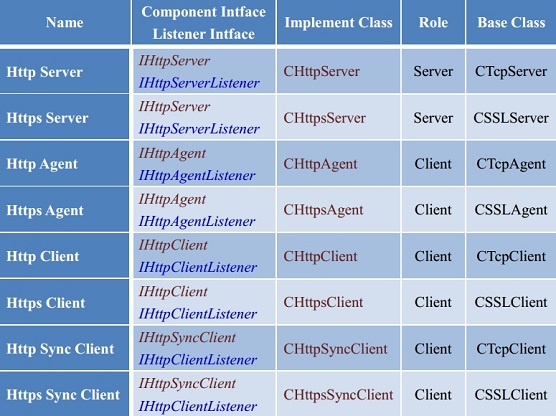 Name
Component Intface
Listener Intface
Implement Class
Role
Base Class
Http Server
IHttpServer
IHttpServerListener
CHttpServer
Server
CTcpServer
Https Server
IHttpServer
IHttpServerListener
CHttpsServer
Server
CSSLServer
Http Agent
IHttpAgent
IHttpAgentListener
CHttpAgent
Client
CTcpAgent
Https Agent
IHttpAgent
IHttpAgentListener
CHttpsAgent
Client
CSSLAgent
Http Client
IHttpClient
IHttpClientListener
CHttpClient
Client
CTcpClient
Https Client
IHttpClient
IHttpClientListener
CHttpsClient
Client
CSSLClient
Http Sync Client
IHttpSyncClient
IHttpClientListener
CHttpSyncClient
Client
CTcpClient
Https Sync Client
IHttpSyncClient
IHttpClientListener
CHttpsSyncClient
Client
CSSLClient